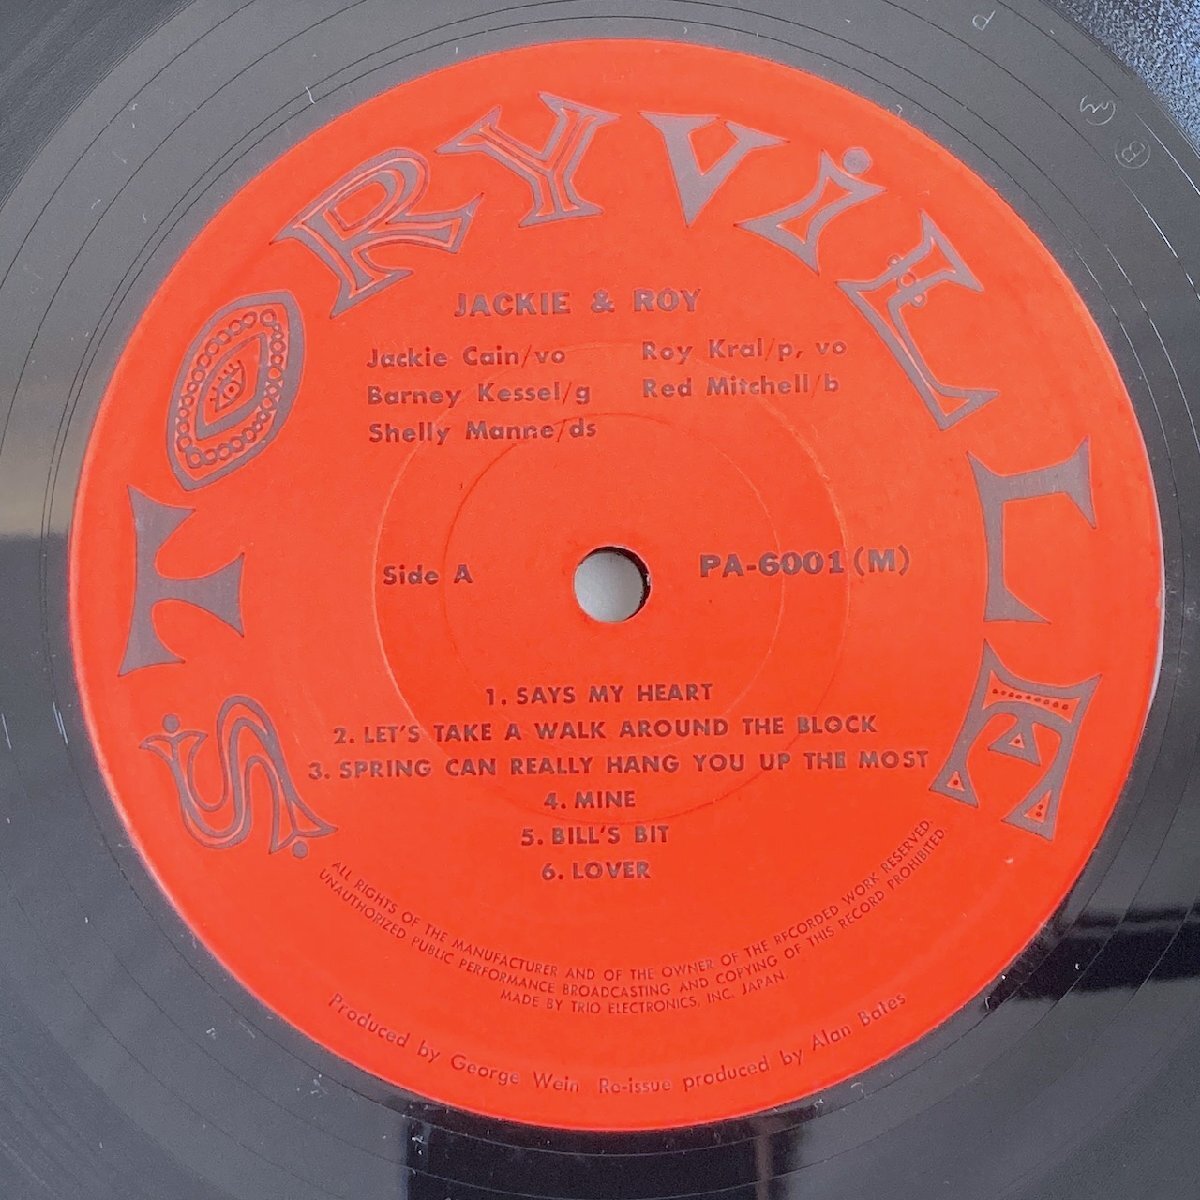 STORYViLLE
JACKIE & ROY
Jackie Cain/vo Roy Kral/p, vo
Barney Kessel/g Red Mitchell/b
Shelly Manne/ds
Side A PA-6001(M)
1. SAYS MY HEART
2. LET'S TAKE A WALK AROUND THE BLOCK
3. SPRING CAN REALLY HANG YOU UP THE MOST
4. MINE
5. BILL'S BIT
6. LOVER
ALL RIGHTS OF THE MANUFACTURER AND OF THE OWNER OF THE RECORDED WORK RESERVED.
UNAUTHORIZED PUBLIC PERFORMANCE BROADCASTING AND COPYING OF THIS RECORD PROHIBITED.
MADE BY TRIO ELECTRONICS, INC. JAPAN
Produced by George Wein Re-issue produced by Alan Bates